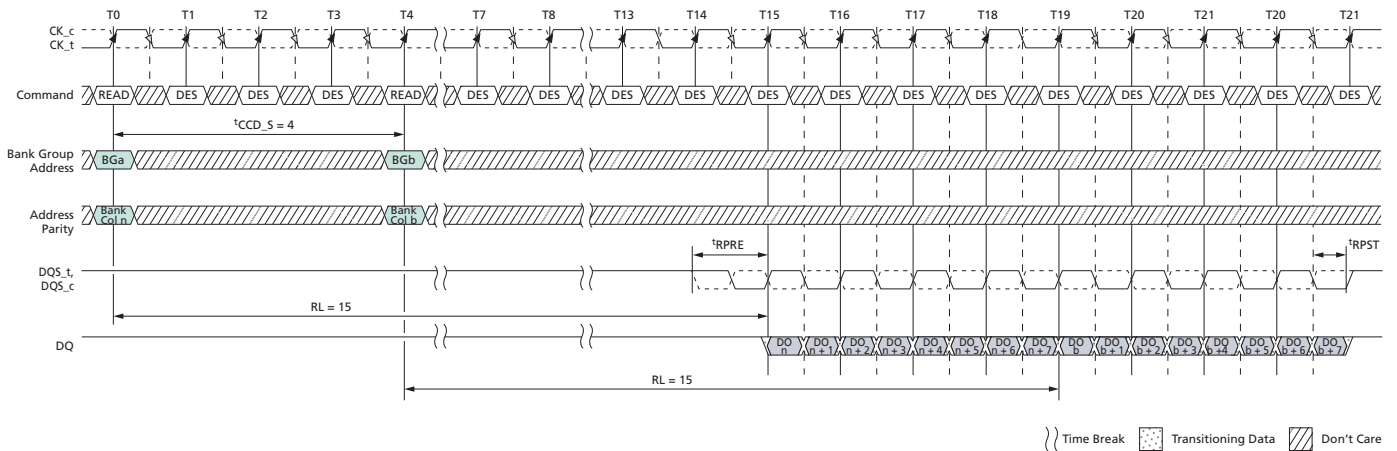 T0 T1 T2 T3 T4 T7 T8 T13 T14 T15 T16 T17 T18 T19 T20 T21 T20 T21
CK_c
CK_t
Command READ DES DES DES READ DES DES DES DES DES DES DES DES DES DES DES DES DES
tCCD_S = 4
Bank Group
Address
BGa BGb
Address
Parity
Bank
Col n
Bank
Col b
tRPRE tRPST
DQS_t,
DQS_c
RL = 15
DQ
DO
n
DO
n + 1
DO
n + 2
DO
n + 3
DO
n + 4
DO
n + 5
DO
n + 6
DO
n + 7
DO
b
DO
b + 1
DO
b + 2
DO
b + 3
DO
b + 4
DO
b + 5
DO
b + 6
DO
b + 7
RL = 15
Time Break Transitioning Data Don't Care